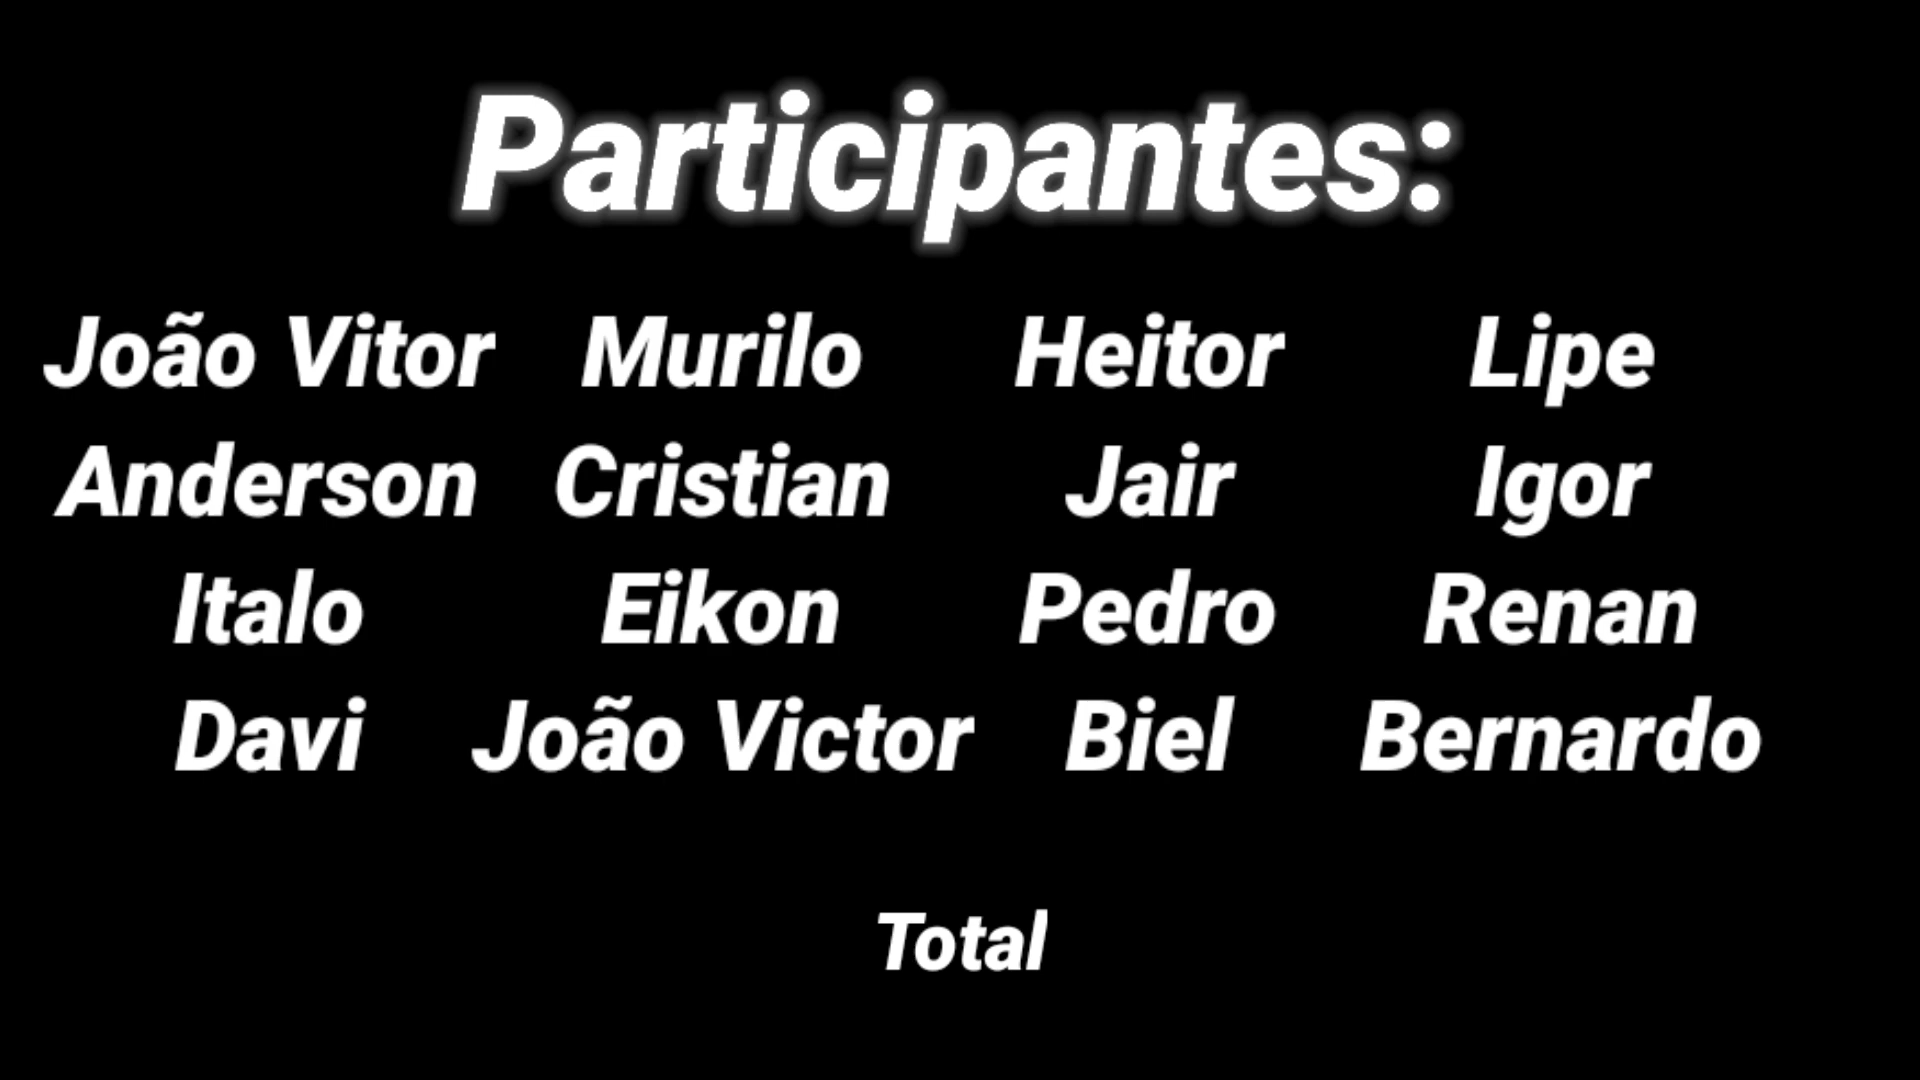 Participantes:
João Vitor Murilo Heitor Lipe
Anderson Cristian Jair Igor
Italo Eikon Pedro Renan
Davi João Victor Biel Bernardo
Total